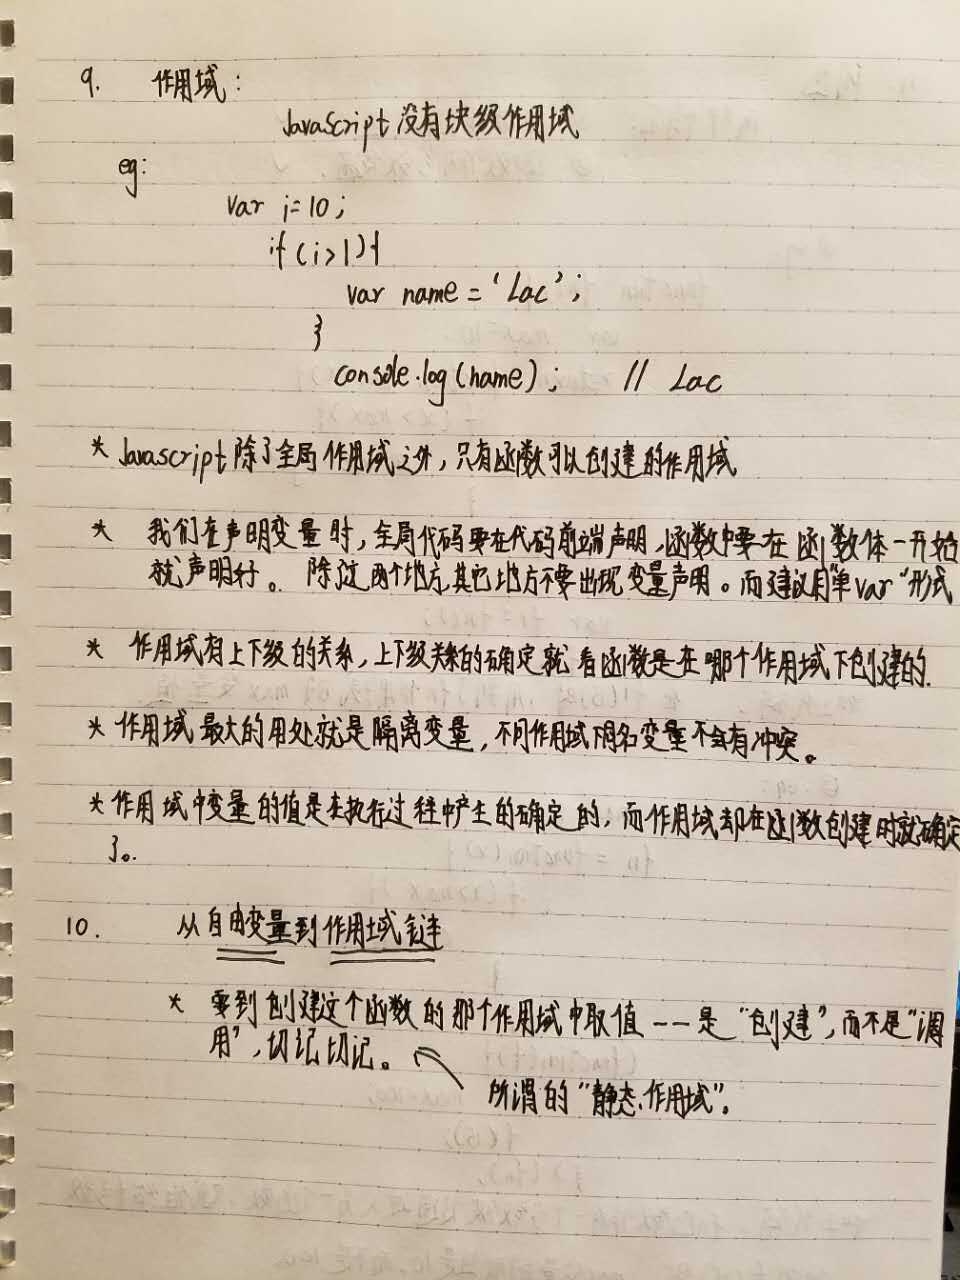 9. 作用域：
JavaScript 没有块级作用域
eg:
var i=10;
if(i>1){
var name = 'Lac';
}
console.log(name); // Lac
* Javascript 除了全局作用域之外，只有函数可以创建的作用域
* 我们在声明变量时，全局代码要在代码前端声明，函数中要在函数体一开始
就声明好。除了这两个地方，其它地方不要出现变量声明。而建议用"单var"形式
* 作用域有上下级的关系，上下级关系的确定就看函数是在哪个作用域下创建的.
* 作用域最大的用处就是隔离变量，不同作用域下同名变量不会有冲突。
* 作用域中变量的值是在执行过程中产生的确定的，而作用域却在函数创建时就确定
了。
10. 从自由变量到作用域链
* 要到创建这个函数的那个作用域中取值 —— 是"创建"，而不是"调
用"，切记切记。
所谓的"静态作用域"。